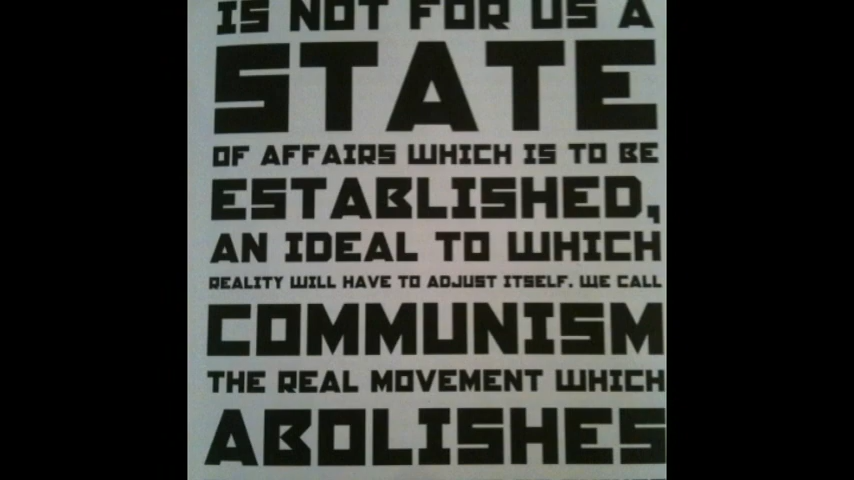 IS NOT FOR US A
STATE
OF AFFAIRS WHICH IS TO BE
ESTABLISHED,
AN IDEAL TO WHICH
REALITY WILL HAVE TO ADJUST ITSELF. WE CALL
COMMUNISM
THE REAL MOVEMENT WHICH
ABOLISHES